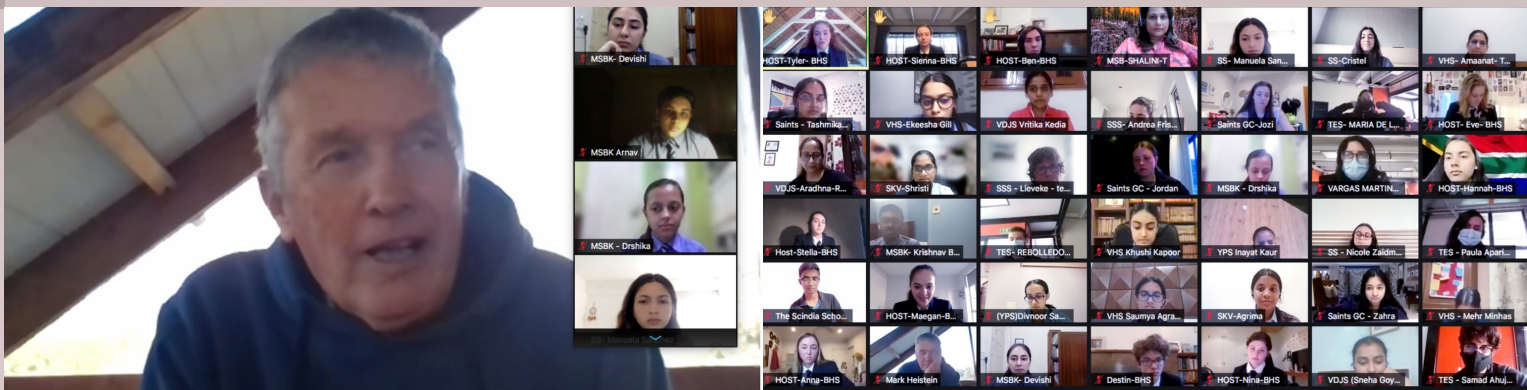 MSBK- Devishi
MSBK Arnav
MSBK - Drshika
SS- Manuela Sanchez
HOST-Tyler- BHS
HOST-Sienna-BHS
HOST-Ben-BHS
MSB-SHALINI-T
SS- Manuela San...
SS-Cristel
VHS- Amaanat- T...
Saints - Tashmika...
VHS-Ekeesha Gill
VDJS Vritika Kedia
SSS- Andrea Fris...
Saints GC-Jozi
TES- MARIA DE L...
HOST- Eve- BHS
VDJS-Aradhna-R...
SKV-Shristi
SSS - Lieveke - te...
Saints GC - Jordan
MSBK - Drshika
VARGAS MARTIN...
HOST-Hannah-BHS
Host-Stella-BHS
MSBK- Krishnav B...
TES- REBOLLEDO...
VHS Khushi Kapoor
YPS Inayat Kaur
SS - Nicole Zaidm...
TES - Paula Apari...
The Scindia Scho...
HOST-Maegan-B...
(YPS)Divnoor Sa...
VHS Saumya Agra...
SKV-Agrima
Saints GC - Zahra
VHS - Mehr Minhas
HOST-Anna-BHS
Mark Heistein
MSBK- Devishi
Destin-BHS
HOST-Nina-BHS
VDJS (Sneha Goy...
TES - Samad Ahuj...